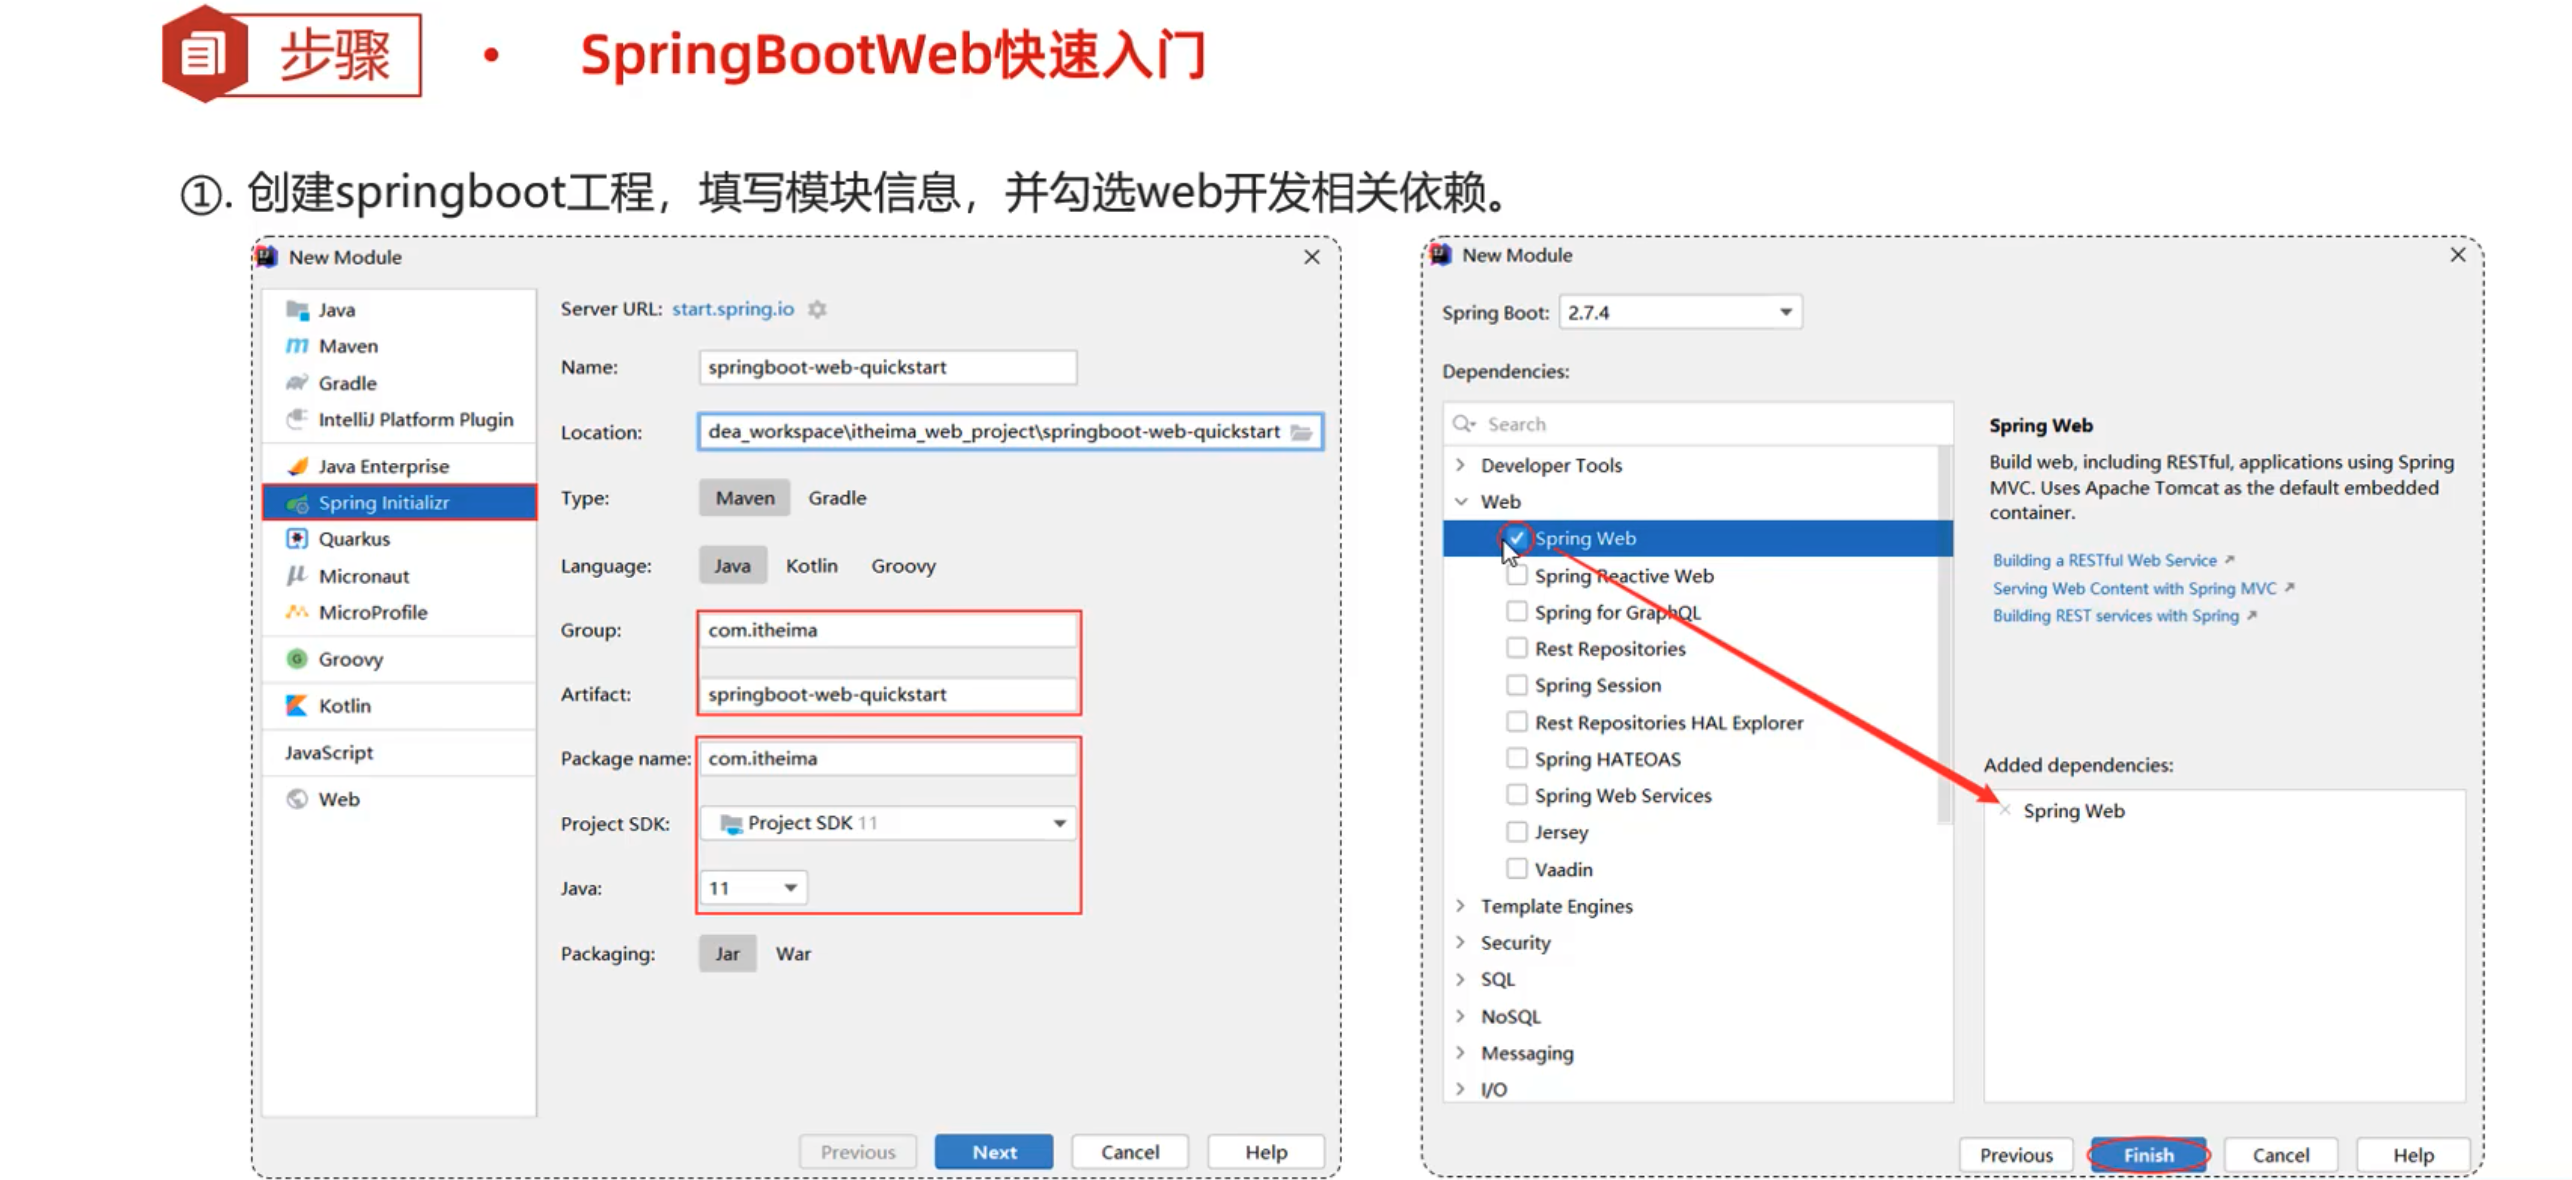 步骤
• SpringBootWeb快速入门
①. 创建springboot工程，填写模块信息，并勾选web开发相关依赖。
New Module
Java
Maven
Gradle
IntelliJ Platform Plugin
Java Enterprise
Spring Initializr
Quarkus
Micronaut
MicroProfile
Groovy
Kotlin
JavaScript
Web
Server URL: start.spring.io
Name: springboot-web-quickstart
Location: dea_workspace\itheima_web_project\springboot-web-quickstart
Type: Maven Gradle
Language: Java Kotlin Groovy
Group: com.itheima
Artifact: springboot-web-quickstart
Package name: com.itheima
Project SDK: Project SDK 11
Java: 11
Packaging: Jar War
Previous Next Cancel Help
New Module
Spring Boot: 2.7.4
Dependencies:
Search
Developer Tools
Web
Spring Web
Spring Reactive Web
Spring for GraphQL
Rest Repositories
Spring Session
Rest Repositories HAL Explorer
Spring HATEOAS
Spring Web Services
Jersey
Vaadin
Template Engines
Security
SQL
NoSQL
Messaging
I/O
Spring Web
Build web, including RESTful, applications using Spring
MVC. Uses Apache Tomcat as the default embedded
container.
Building a RESTful Web Service
Serving Web Content with Spring MVC
Building REST services with Spring
Added dependencies:
Spring Web
Previous Finish Cancel Help